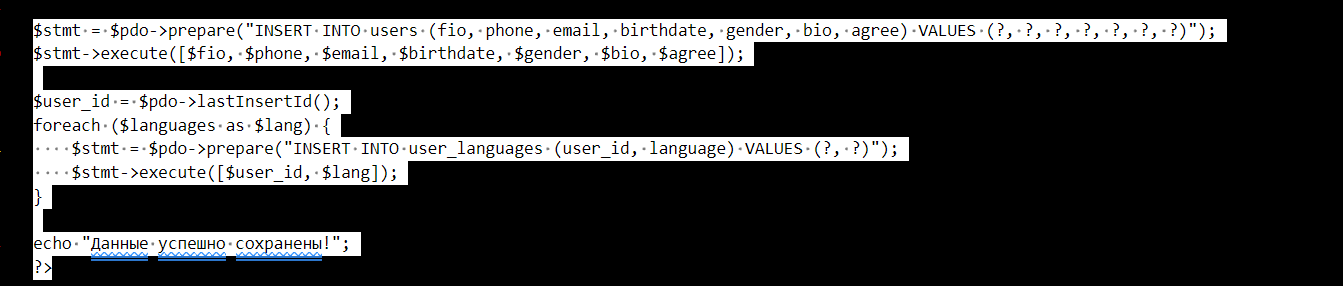 $stmt = $pdo->prepare("INSERT INTO users (fio, phone, email, birthdate, gender, bio, agree) VALUES (?, ?, ?, ?, ?, ?, ?)");
$stmt->execute([$fio, $phone, $email, $birthdate, $gender, $bio, $agree]);
$user_id = $pdo->lastInsertId();
foreach ($languages as $lang) {
    $stmt = $pdo->prepare("INSERT INTO user_languages (user_id, language) VALUES (?, ?)");
    $stmt->execute([$user_id, $lang]);
}
echo "Данные успешно сохранены!";
?>